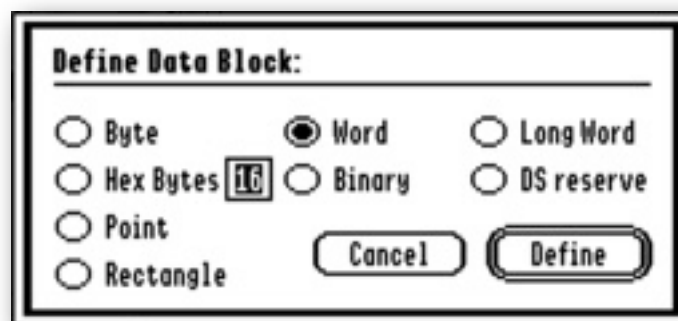 Define Data Block:
Byte Word Long Word
Hex Bytes 16 Binary DS reserve
Point
Cancel Define
Rectangle